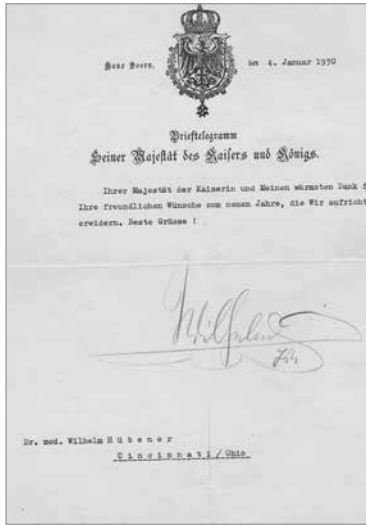 Haus Doorn, den 4. Januar 1930
Brieftelegramm
Seiner Majestät des Kaisers und Königs.
Ihrer Majestät der Kaiserin und Meinen wärmsten Dank f
Ihre freundlichen Wünsche zum neuen Jahre, die Wir aufricht
erwidern. Beste Grüsse !
Wilhelm
I.R.
Dr. med. Wilhelm Hübener
Cincinnati/Ohio